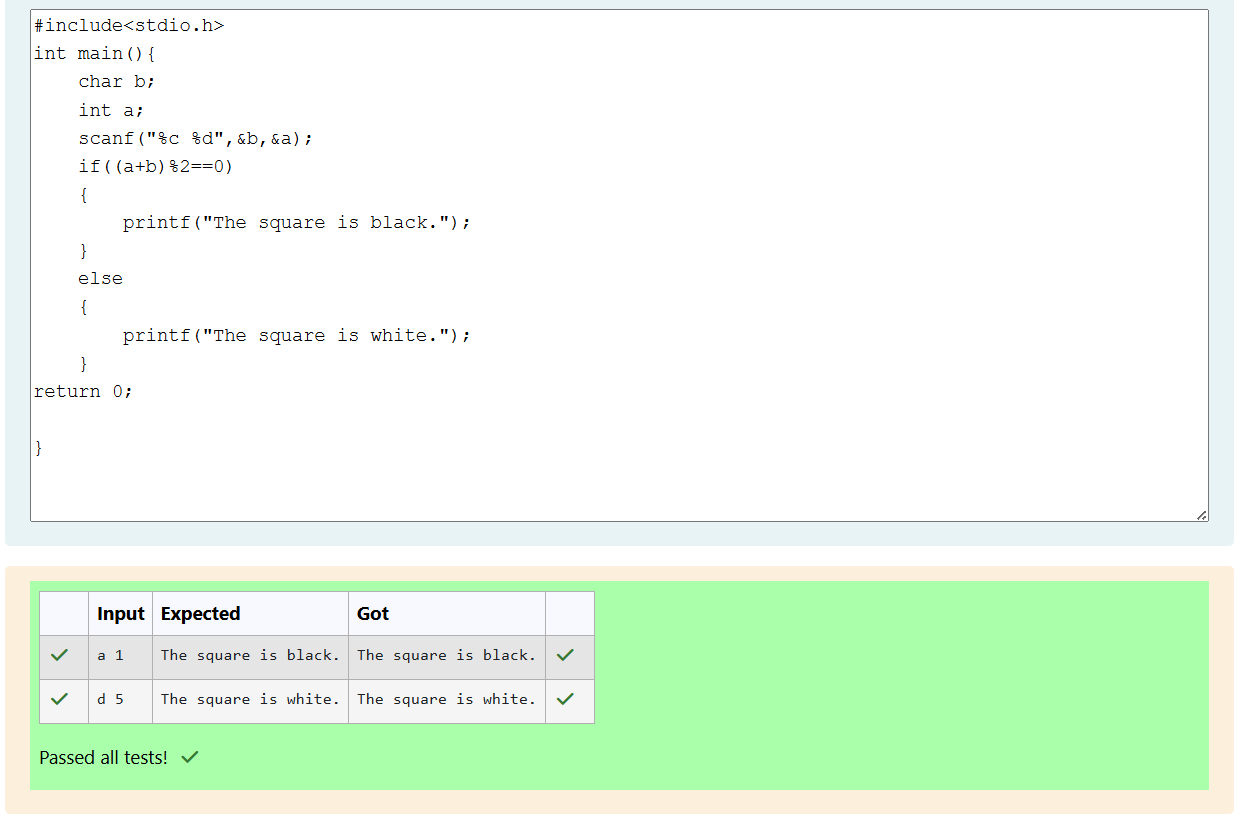 #include<stdio.h>
int main(){
    char b;
    int a;
    scanf("%c %d",&b,&a);
    if((a+b)%2==0)
    {
        printf("The square is black.");
    }
    else
    {
        printf("The square is white.");
    }
return 0;

}
Input Expected Got
a 1 The square is black. The square is black.
d 5 The square is white. The square is white.
Passed all tests!